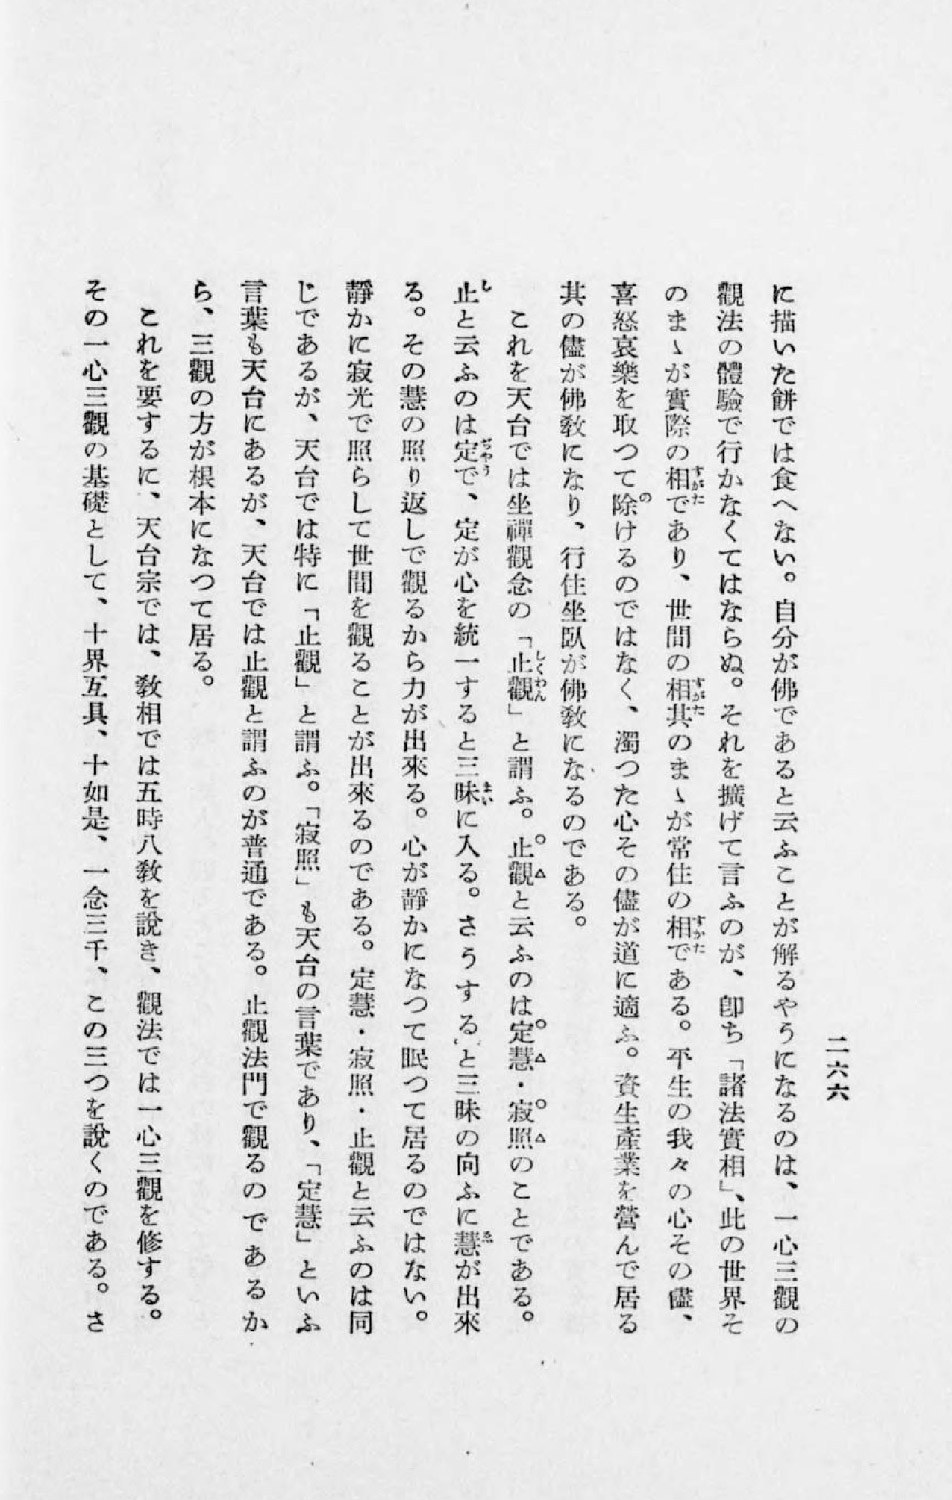 二六六
に描いた餅では食へない。自分が佛であると云ふことが解るやうになるのは、一心三觀の
觀法の體驗で行かなくてはならぬ。それを擴げて言ふのが、卽ち「諸法實相」、此の世界そ
のまゝが實際の相であり、世間の相其のまゝが常住の相である。平生の我々の心その儘、
喜怒哀樂を取つて除けるのではなく、濁つた心その儘が道に適ふ。資生產業を營んで居る
其の儘が佛敎になり、行住坐臥が佛敎になるのである。
これを天台では坐禪觀念の「止觀」と謂ふ。止觀と云ふのは定慧・寂照のことである。
止と云ふのは定で、定が心を統一すると三昧に入る。さうすると三昧の向ふに慧が出來
る。その慧の照り返しで觀るから力が出來る。心が靜かになつて眠つて居るのではない。
靜かに寂光で照らして世間を觀ることが出來るのである。定慧・寂照・止觀と云ふのは同
じであるが、天台では特に「止觀」と謂ふ。「寂照」も天台の言葉であり、「定慧」といふ
言葉も天台にあるが、天台では止觀と謂ふのが普通である。止觀法門で觀るのであるか
ら、三觀の方が根本になつて居る。
これを要するに、天台宗では、敎相では五時八敎を說き、觀法では一心三觀を修する。
その一心三觀の基礎として、十界互具、十如是、一念三千、この三つを說くのである。さ